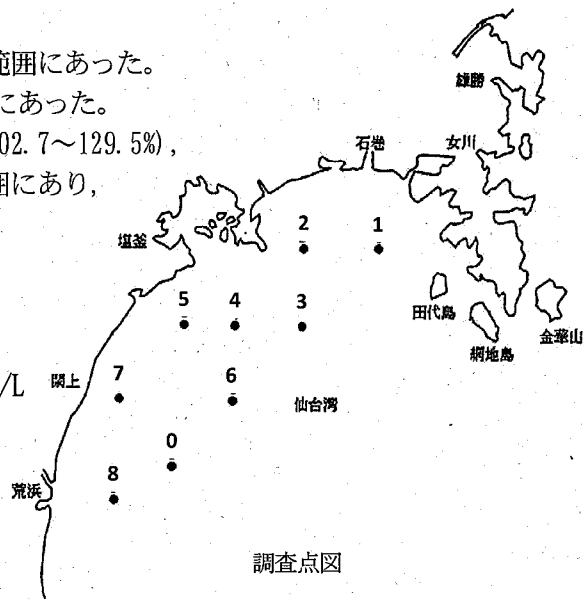 範囲にあった。
にあった。
02.7～129.5%),
囲にあり,
/L
雄勝
石巻
女川
塩釜
2
1
田代島
金華山
網地島
5
4
3
閖上
7
6
仙台湾
0
荒浜
8
調査点図